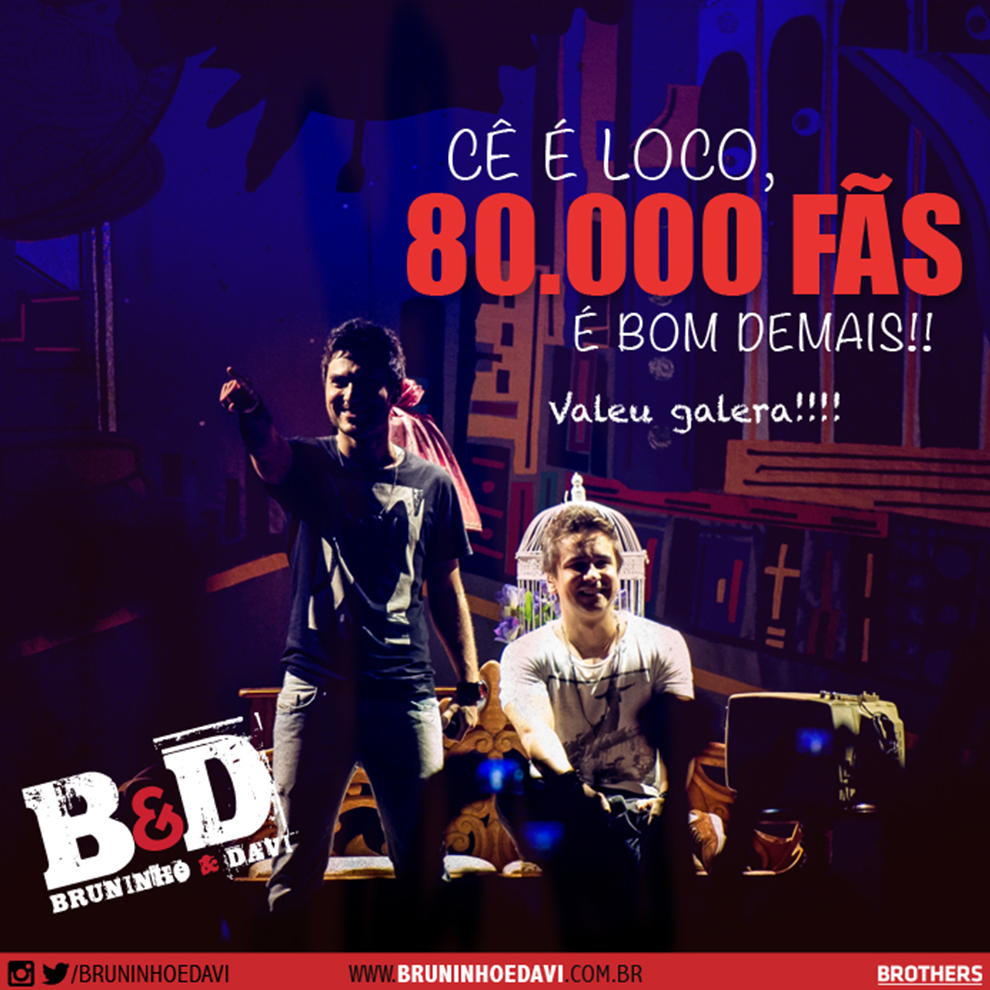 CÊ É LOCO,
80.000 FÃS
É BOM DEMAIS!!
Valeu galera!!!!
B&D
BRUNINHO & DAVI
/BRUNINHOEDAVI
WWW.BRUNINHOEDAVI.COM.BR
BROTHERS